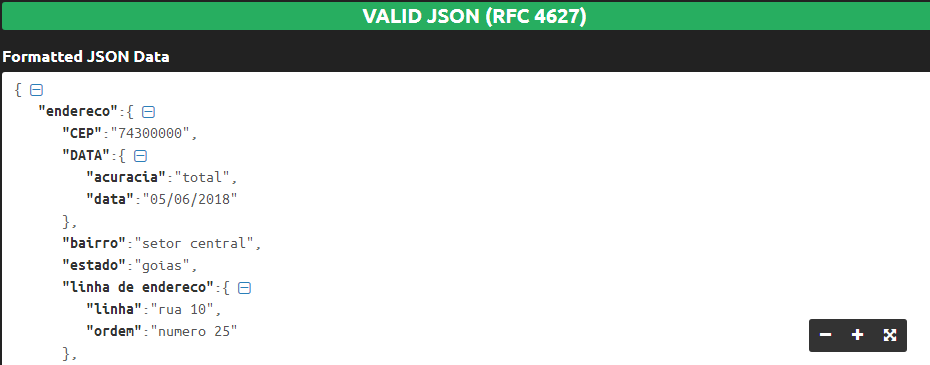 VALID JSON (RFC 4627)
Formatted JSON Data
{
"endereco":{
"CEP":"74300000",
"DATA":{
"acuracia":"total",
"data":"05/06/2018"
},
"bairro":"setor central",
"estado":"goias",
"linha de endereco":{
"linha":"rua 10",
"ordem":"numero 25"
},